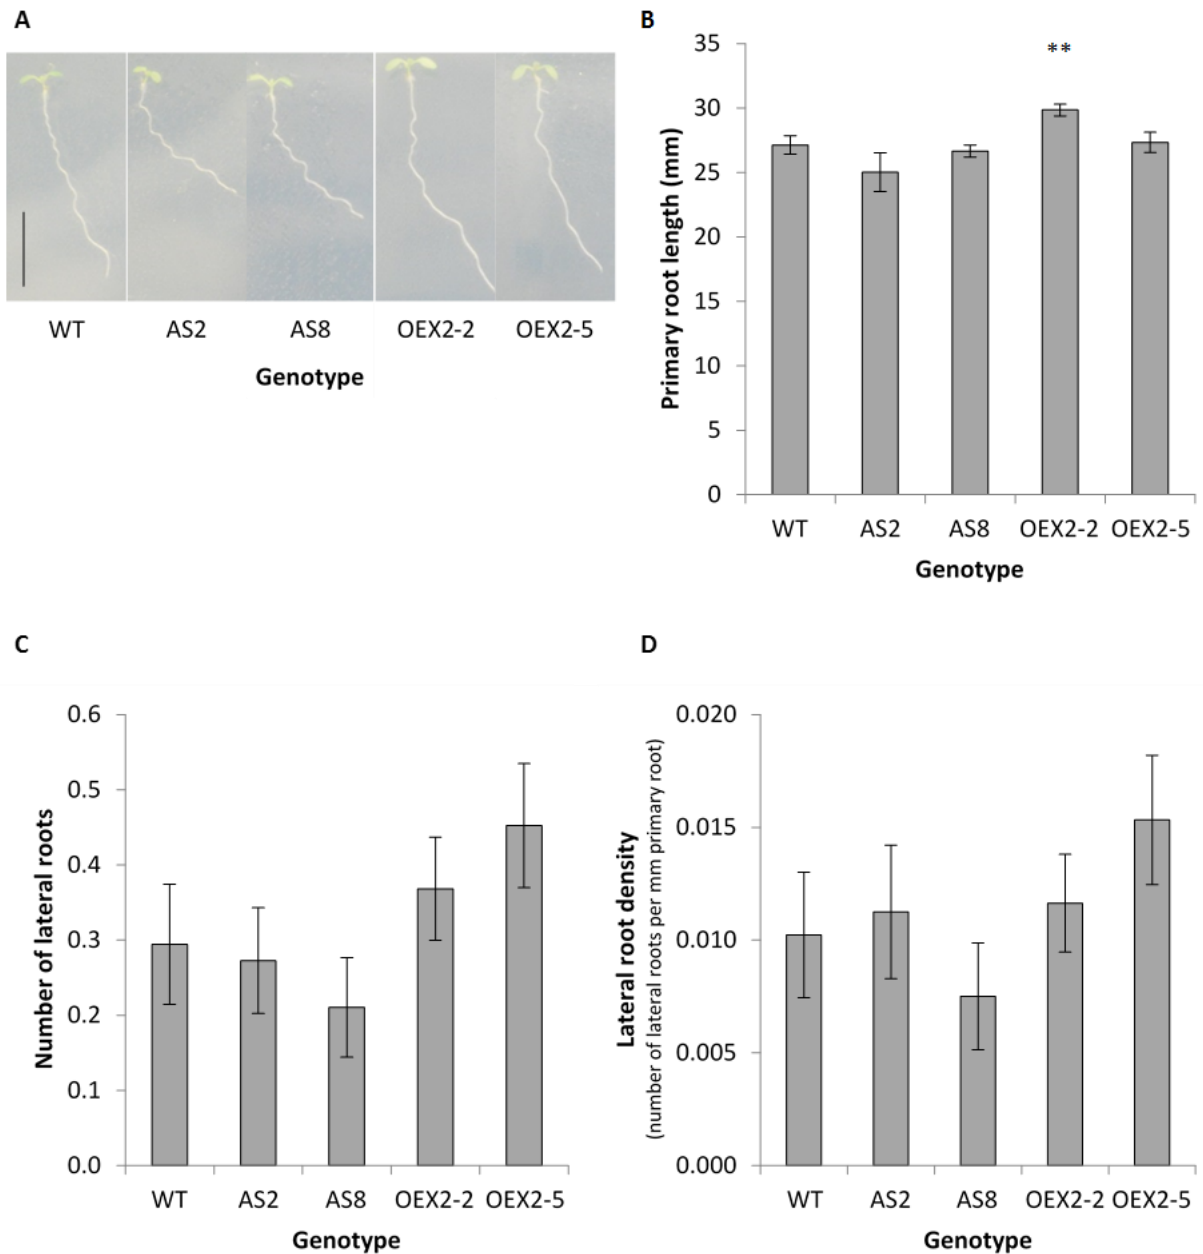 A
WT AS2 AS8 OEX2-2 OEX2-5
Genotype
B
**
Primary root length (mm)
35
30
25
20
15
10
5
0
WT AS2 AS8 OEX2-2 OEX2-5
Genotype
C
Number of lateral roots
0.6
0.5
0.4
0.3
0.2
0.1
0.0
WT AS2 AS8 OEX2-2 OEX2-5
Genotype
D
Lateral root density
(number of lateral roots per mm primary root)
0.020
0.015
0.010
0.005
0.000
WT AS2 AS8 OEX2-2 OEX2-5
Genotype